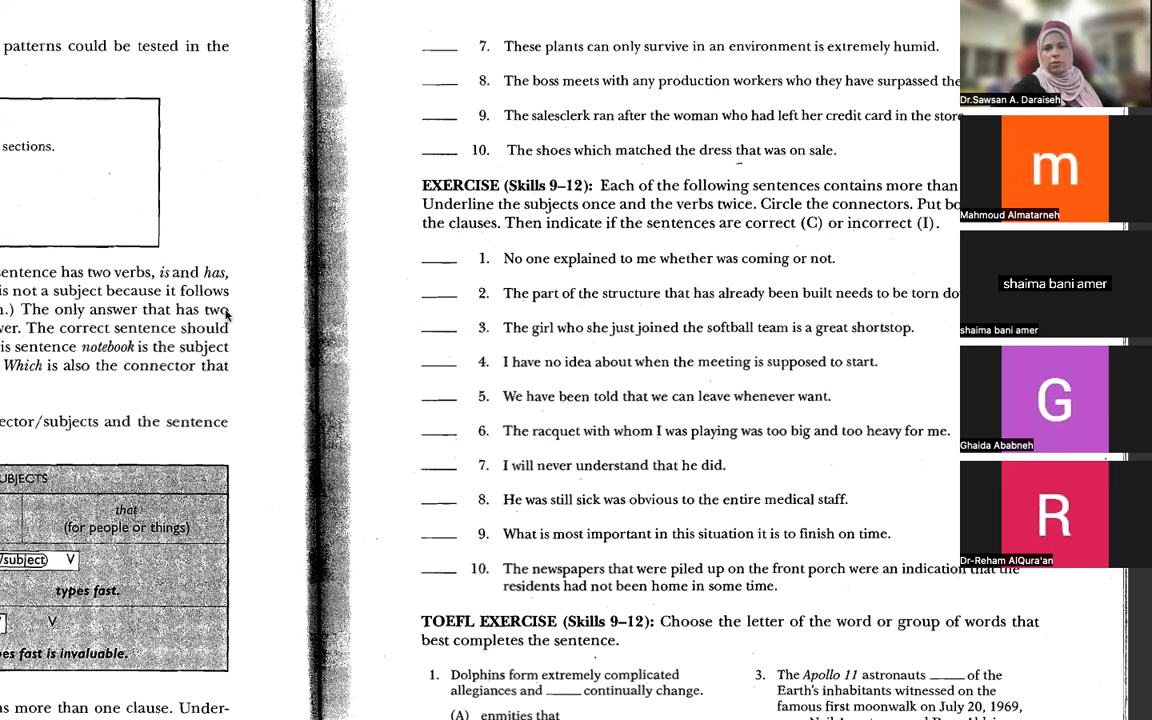 patterns could be tested in the
sections.
sentence has two verbs, is and has,
is not a subject because it follows
n.) The only answer that has two
ver. The correct sentence should
is sentence notebook is the subject
Which is also the connector that
ector/subjects and the sentence
UBJECTS
that
(for people or things)
/subject) V
types fast.
V
es fast is invaluable.
s more than one clause. Under-
7. These plants can only survive in an environment is extremely humid.
8. The boss meets with any production workers who they have surpassed the
9. The salesclerk ran after the woman who had left her credit card in the store
10. The shoes which matched the dress that was on sale.
EXERCISE (Skills 9–12): Each of the following sentences contains more than
Underline the subjects once and the verbs twice. Circle the connectors. Put bo
the clauses. Then indicate if the sentences are correct (C) or incorrect (I).
1. No one explained to me whether was coming or not.
2. The part of the structure that has already been built needs to be torn do
3. The girl who she just joined the softball team is a great shortstop.
4. I have no idea about when the meeting is supposed to start.
5. We have been told that we can leave whenever want.
6. The racquet with whom I was playing was too big and too heavy for me.
7. I will never understand that he did.
8. He was still sick was obvious to the entire medical staff.
9. What is most important in this situation it is to finish on time.
10. The newspapers that were piled up on the front porch were an indication that the
residents had not been home in some time.
TOEFL EXERCISE (Skills 9–12): Choose the letter of the word or group of words that
best completes the sentence.
1. Dolphins form extremely complicated
allegiances and ____ continually change.
(A) enmities that
3. The Apollo 11 astronauts ____ of the
Earth's inhabitants witnessed on the
famous first moonwalk on July 20, 1969,
Dr.Sawsan A. Daraiseh
m
Mahmoud Almatarneh
shaima bani amer
shaima bani amer
G
Ghaida Ababneh
R
Dr-Reham AlQura'an